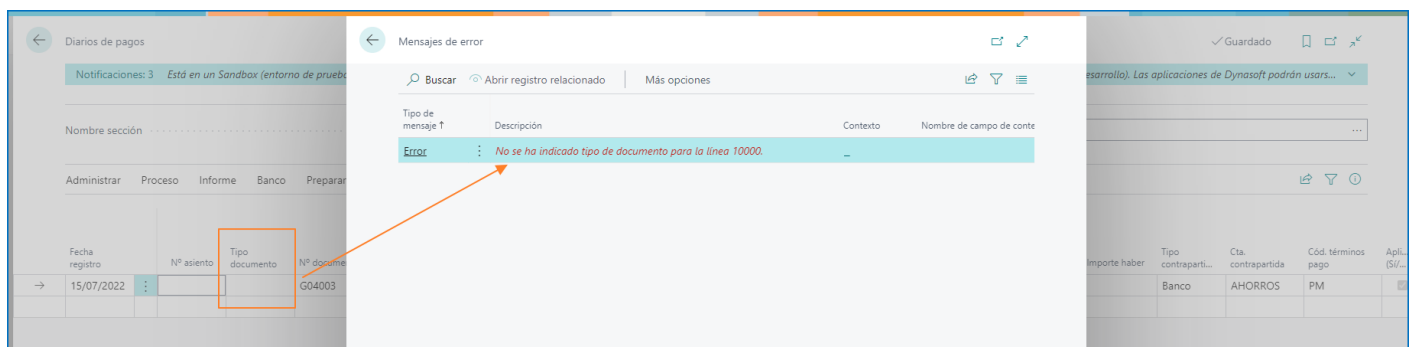 Diarios de pagos
Mensajes de error
Guardado
Notificaciones: 3 Está en un Sandbox (entorno de prueba
esarrollo). Las aplicaciones de Dynasoft podrán usars...
Buscar Abrir registro relacionado Más opciones
Nombre sección
Tipo de mensaje ↑ Descripción Contexto Nombre de campo de conte
Error No se ha indicado tipo de documento para la línea 10000. _
Administrar Proceso Informe Banco Preparar
Fecha registro Nº asiento Tipo documento Nº docume Importe haber Tipo contraparti... Cta. contrapartida Cód. términos pago Apli... (Sí/...
15/07/2022 G04003 Banco AHORROS PM